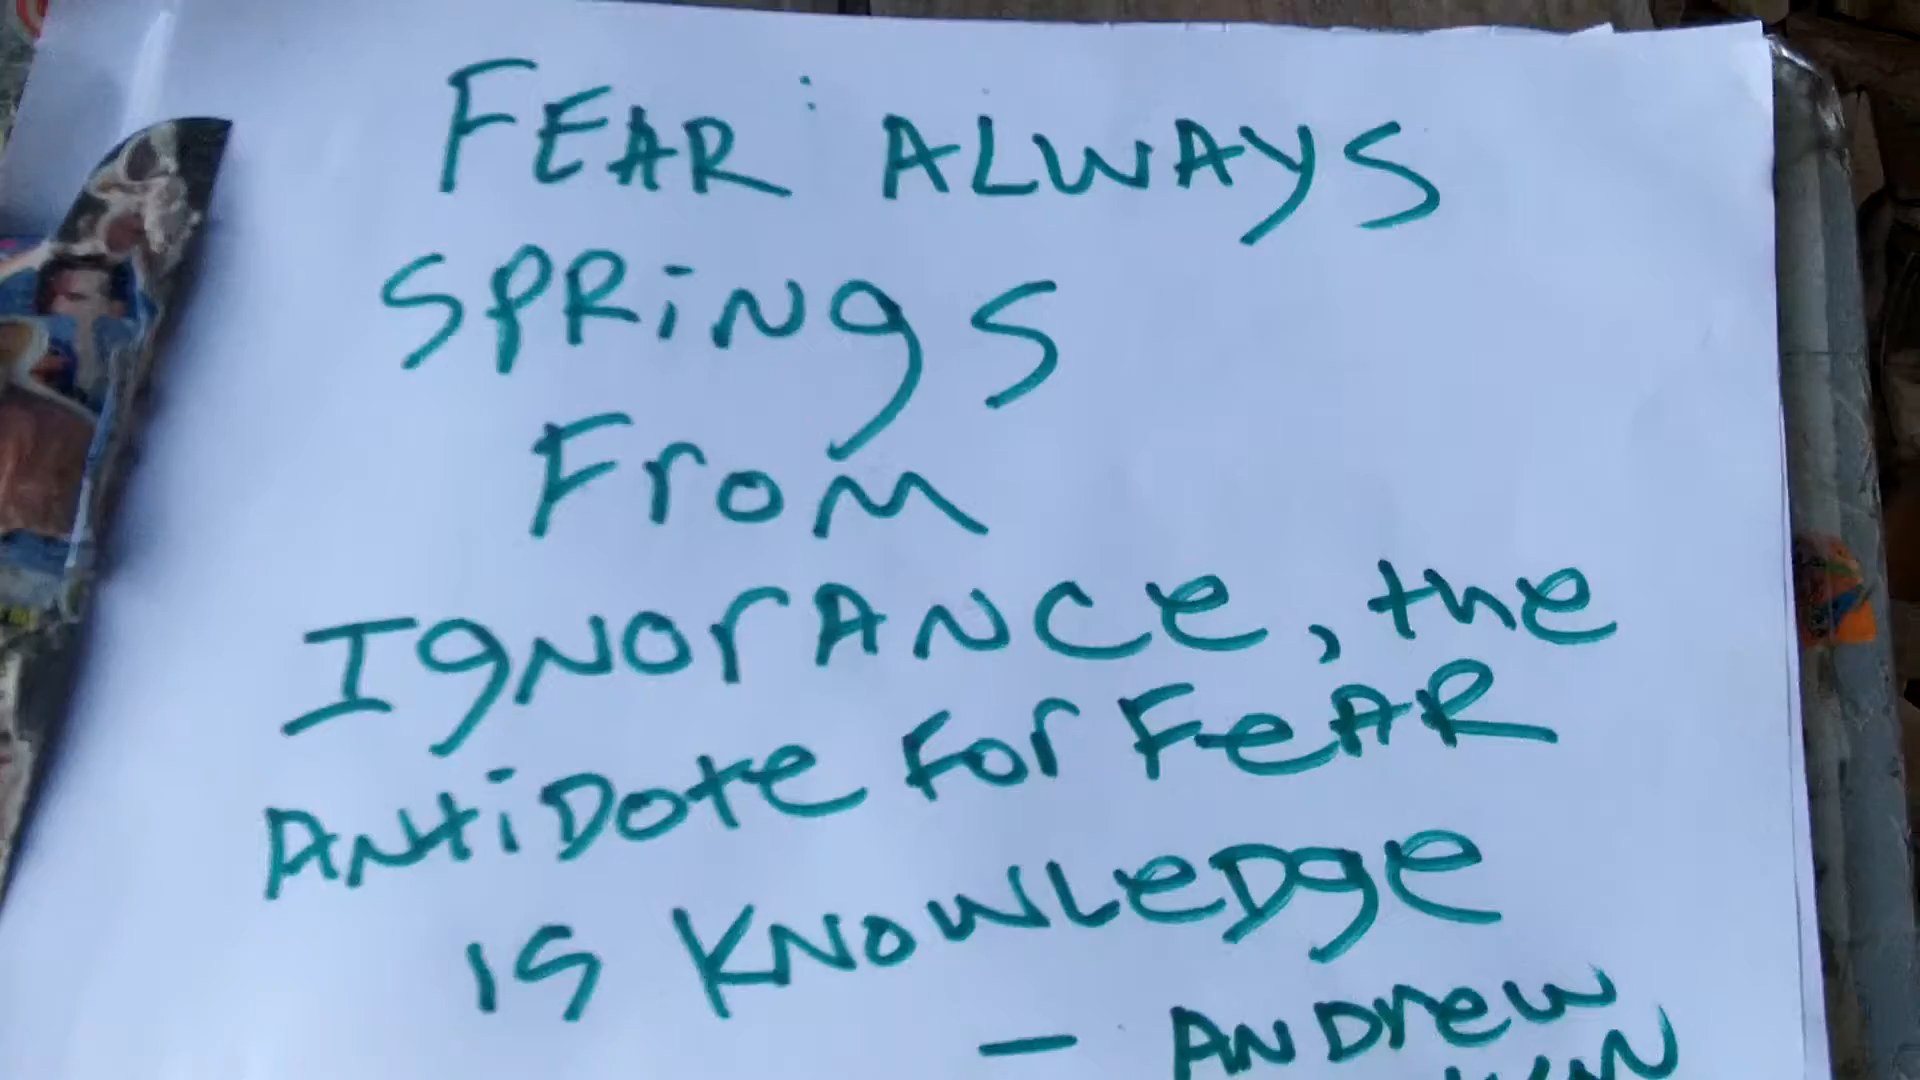 FEAR ALWAYS
SPRiNgS
From
IgNOrANCe, the
ANtiDote For FeAR
is KNOWLeDge
— ANDrew